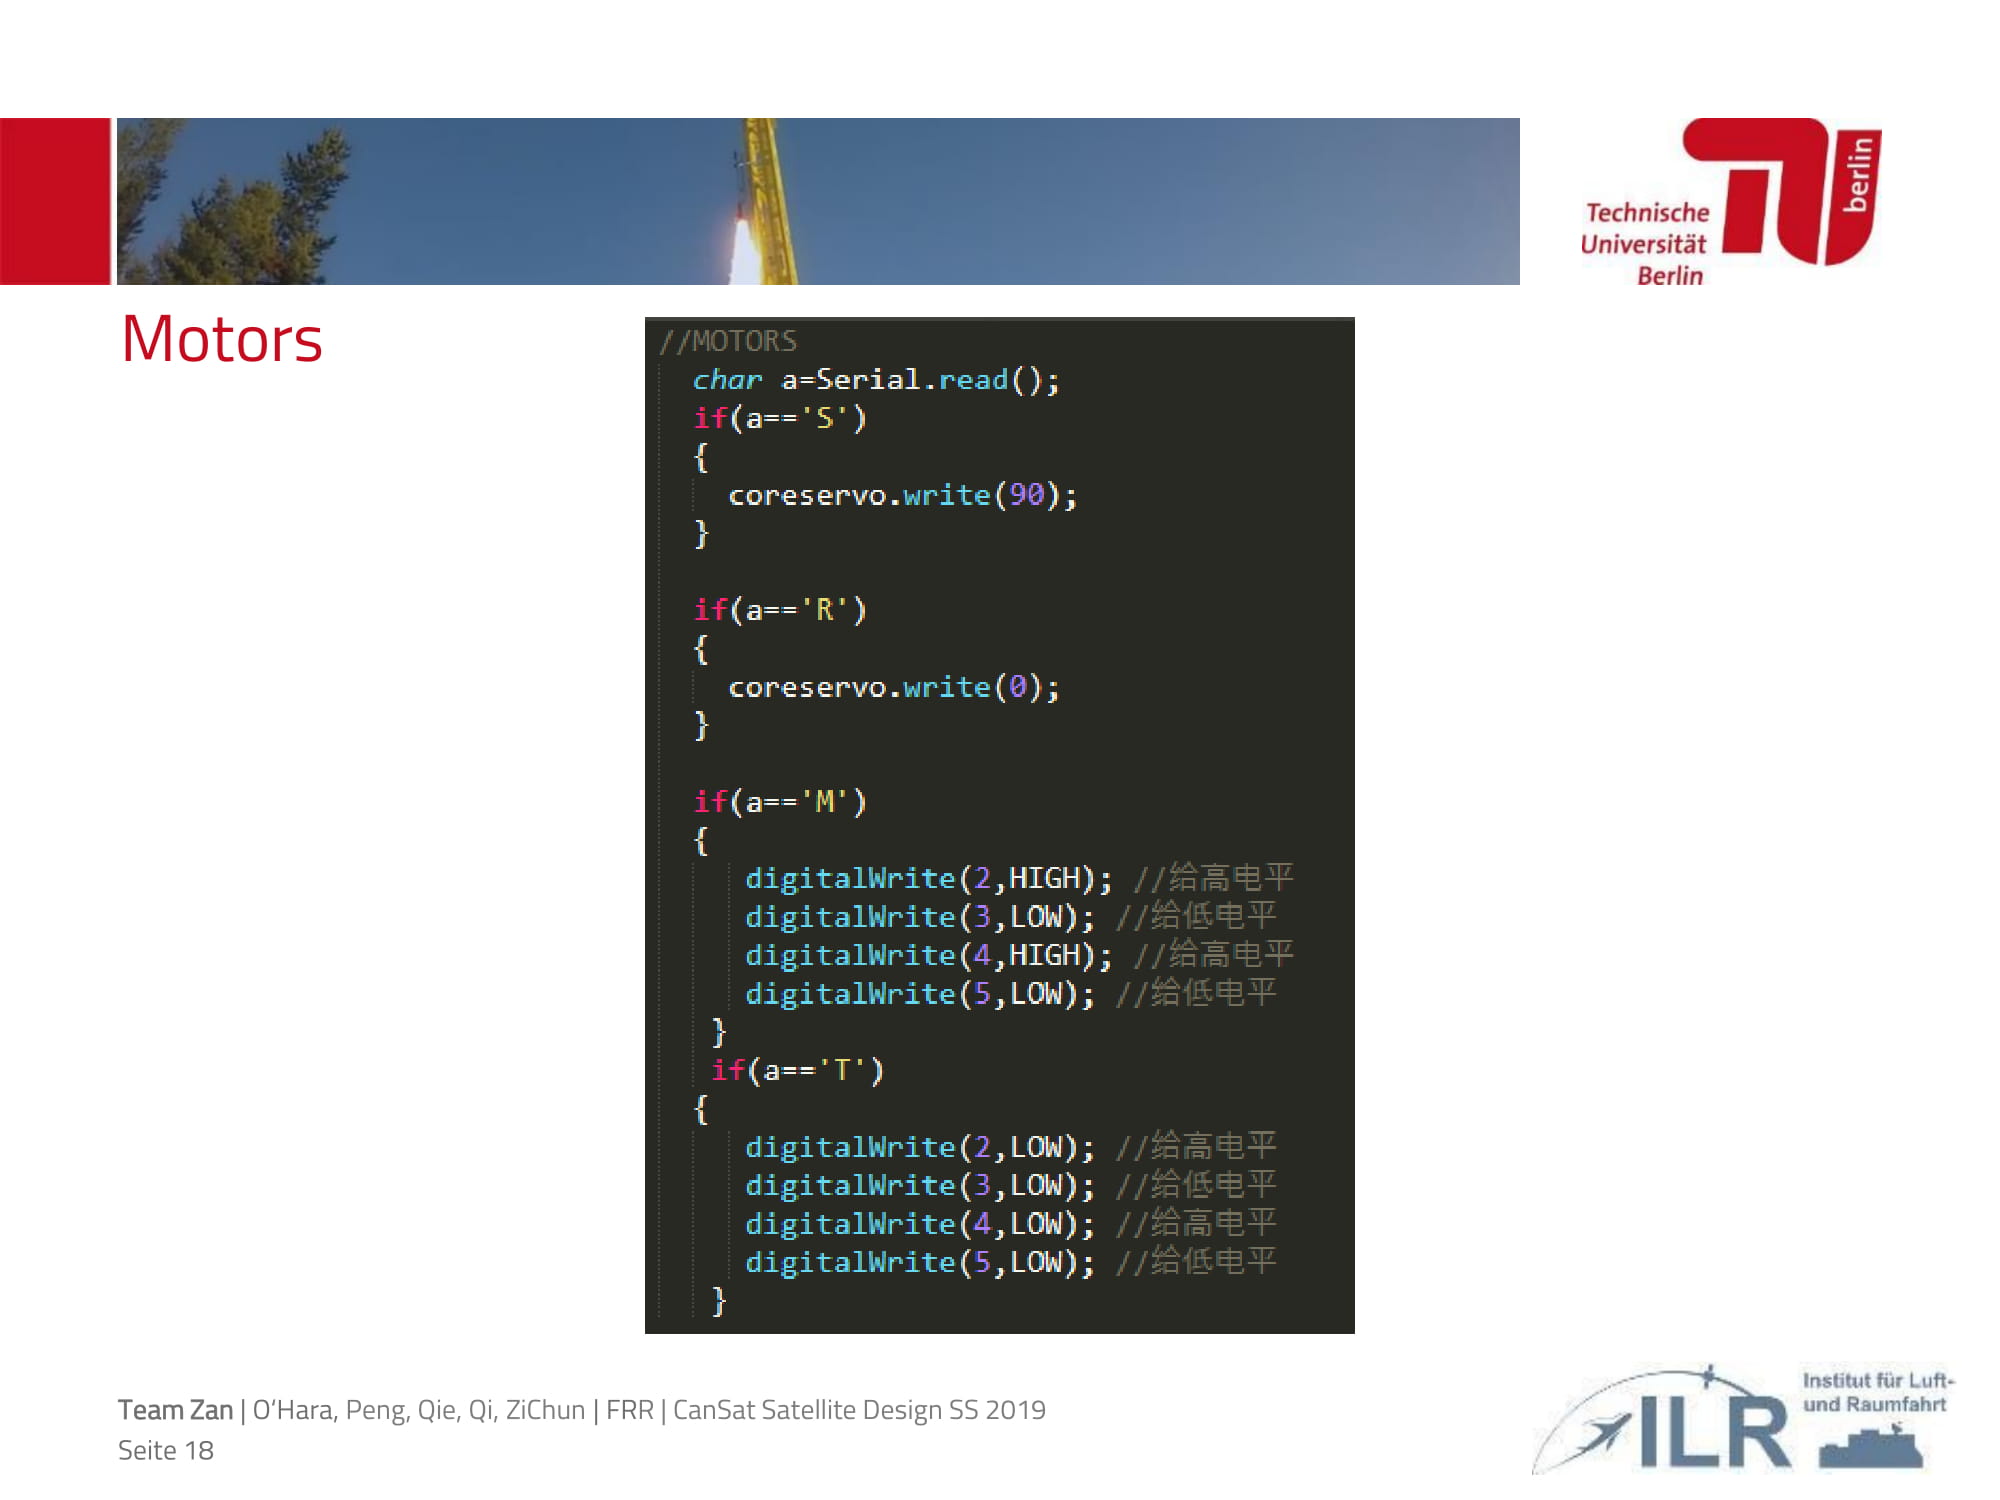 Technische
Universität
Berlin
berlin
Motors
//MOTORS
char a=Serial.read();
if(a=='S')
{
coreservo.write(90);
}
if(a=='R')
{
coreservo.write(0);
}
if(a=='M')
{
digitalWrite(2,HIGH); //给高电平
digitalWrite(3,LOW); //给低电平
digitalWrite(4,HIGH); //给高电平
digitalWrite(5,LOW); //给低电平
}
if(a=='T')
{
digitalWrite(2,LOW); //给高电平
digitalWrite(3,LOW); //给低电平
digitalWrite(4,LOW); //给高电平
digitalWrite(5,LOW); //给低电平
}
Team Zan | O‘Hara, Peng, Qie, Qi, ZiChun | FRR | CanSat Satellite Design SS 2019
Seite 18
ILR
Institut für Luft-
und Raumfahrt